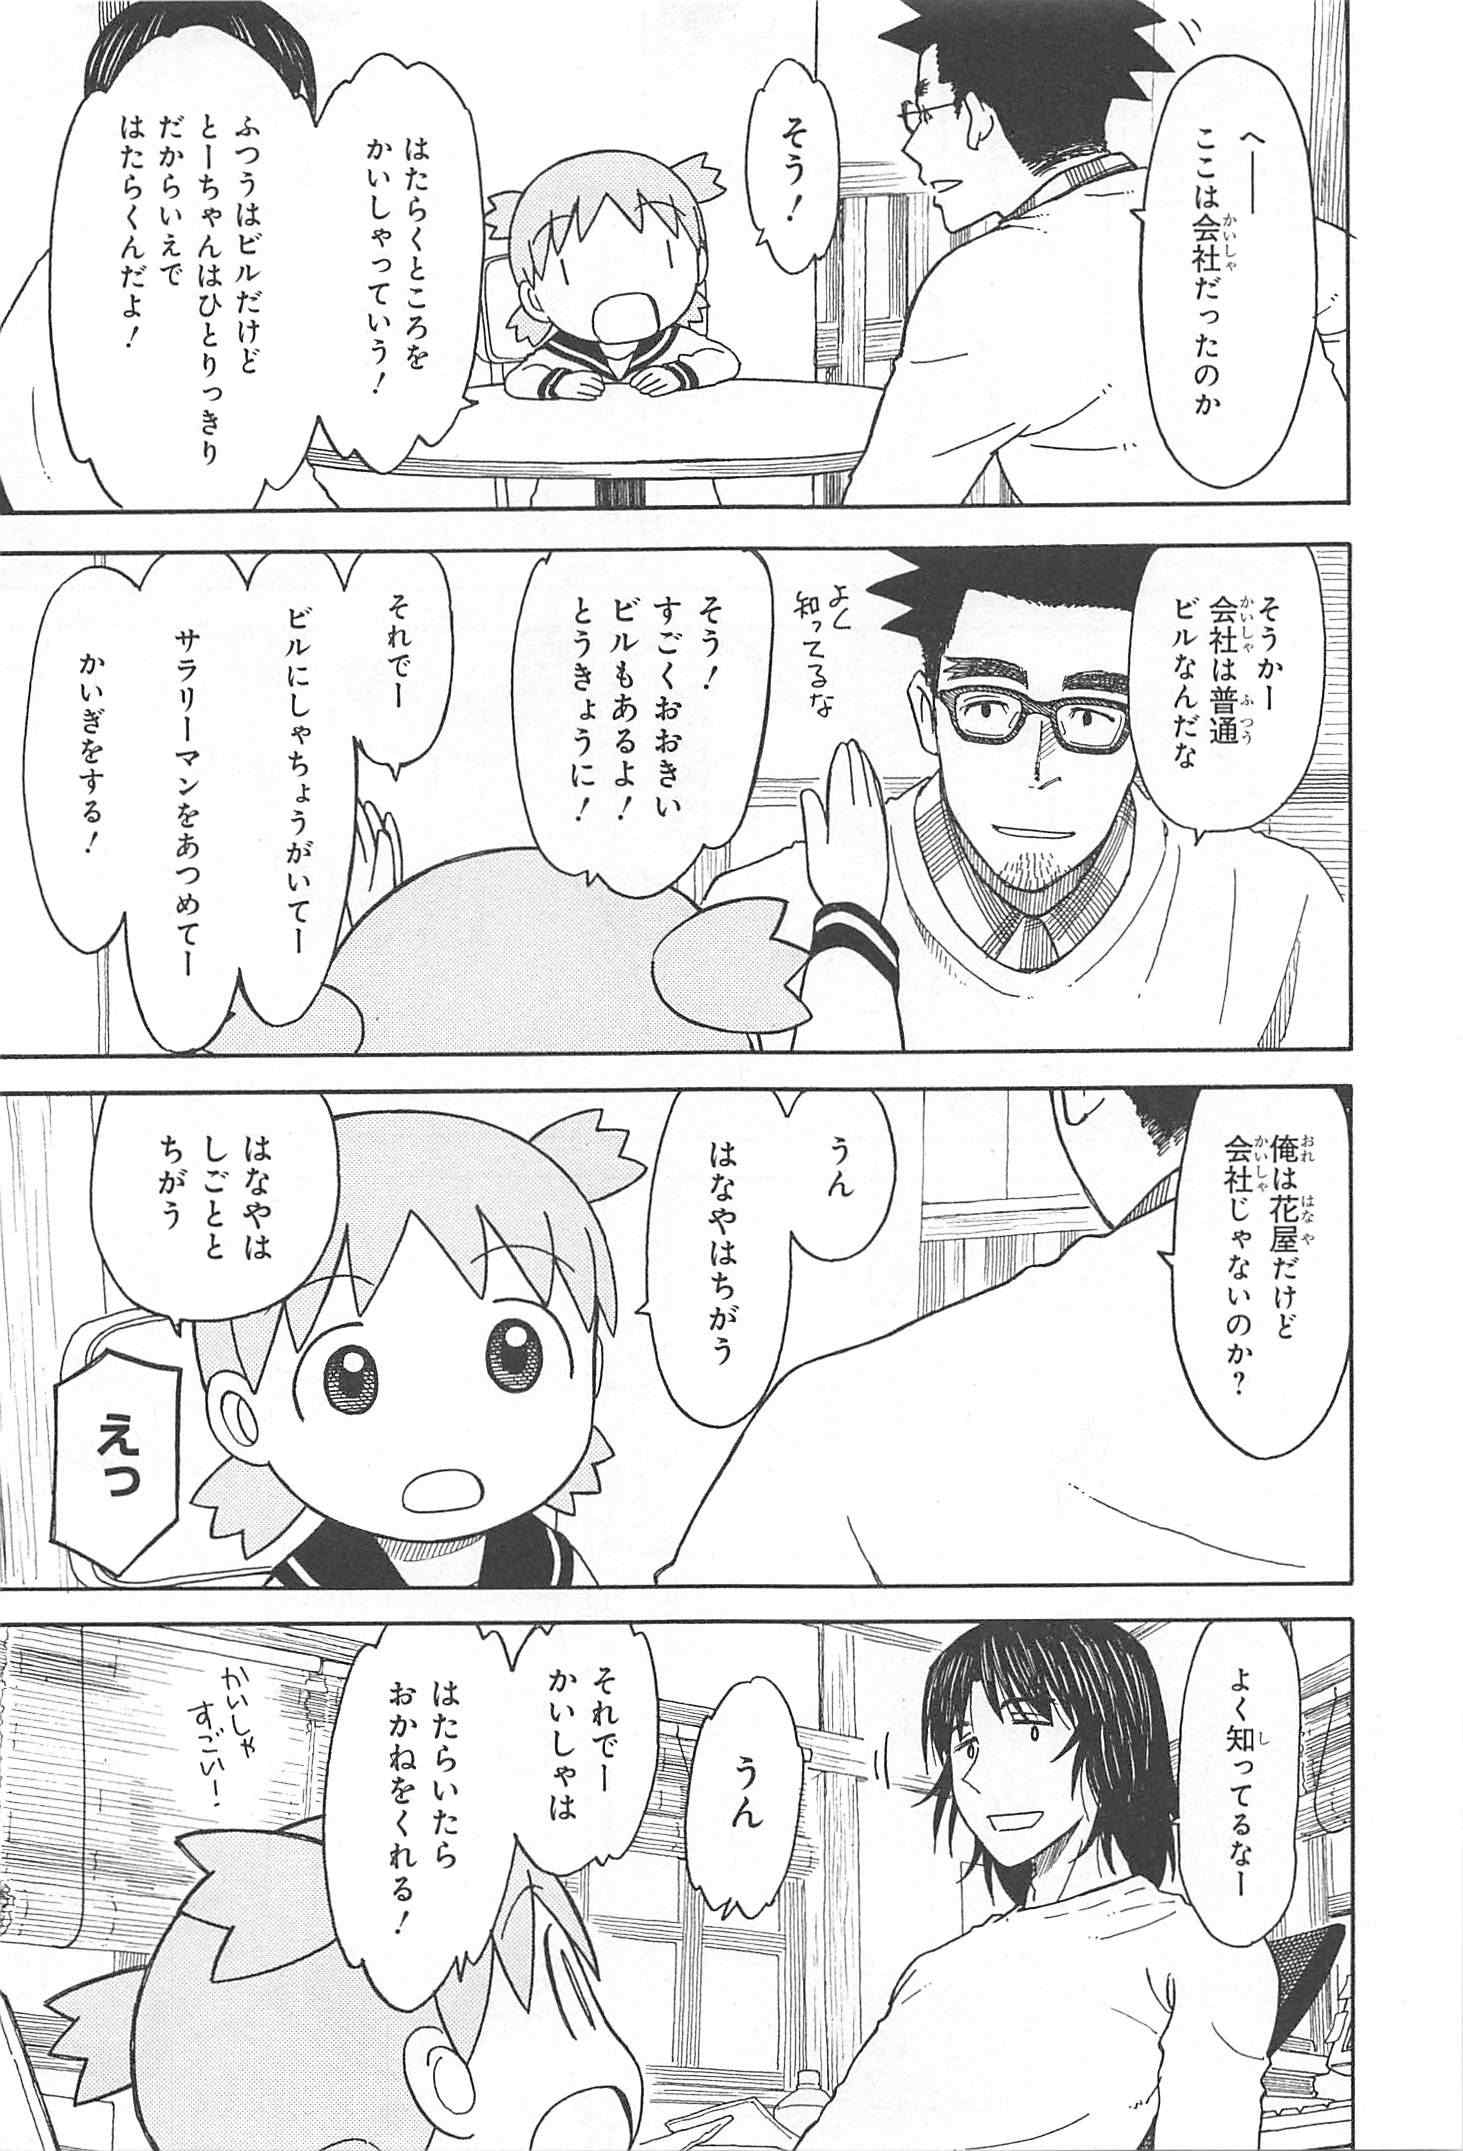 へ──
ここは会社だったのか
そう！
はたらくところを
かいしゃっていう！
ふつうはビルだけど
とーちゃんはひとりっきり
だからいえで
はたらくんだよ！
そうかー
会社は普通
ビルなんだな
よく
知ってるな
そう！
すごくおおきい
ビルもあるよ！
とうきょうに！
それでー
ビルにしゃちょうがいてー
サラリーマンをあつめてー
かいぎをする！
俺は花屋だけど
会社じゃないのか？
うん
はなやはちがう
はなやは
しごとと
ちがう
えっ
よく知ってるなー
うん
それでー
かいしゃは
はたらいたら
おかねをくれる！
かいしゃ
すごい！